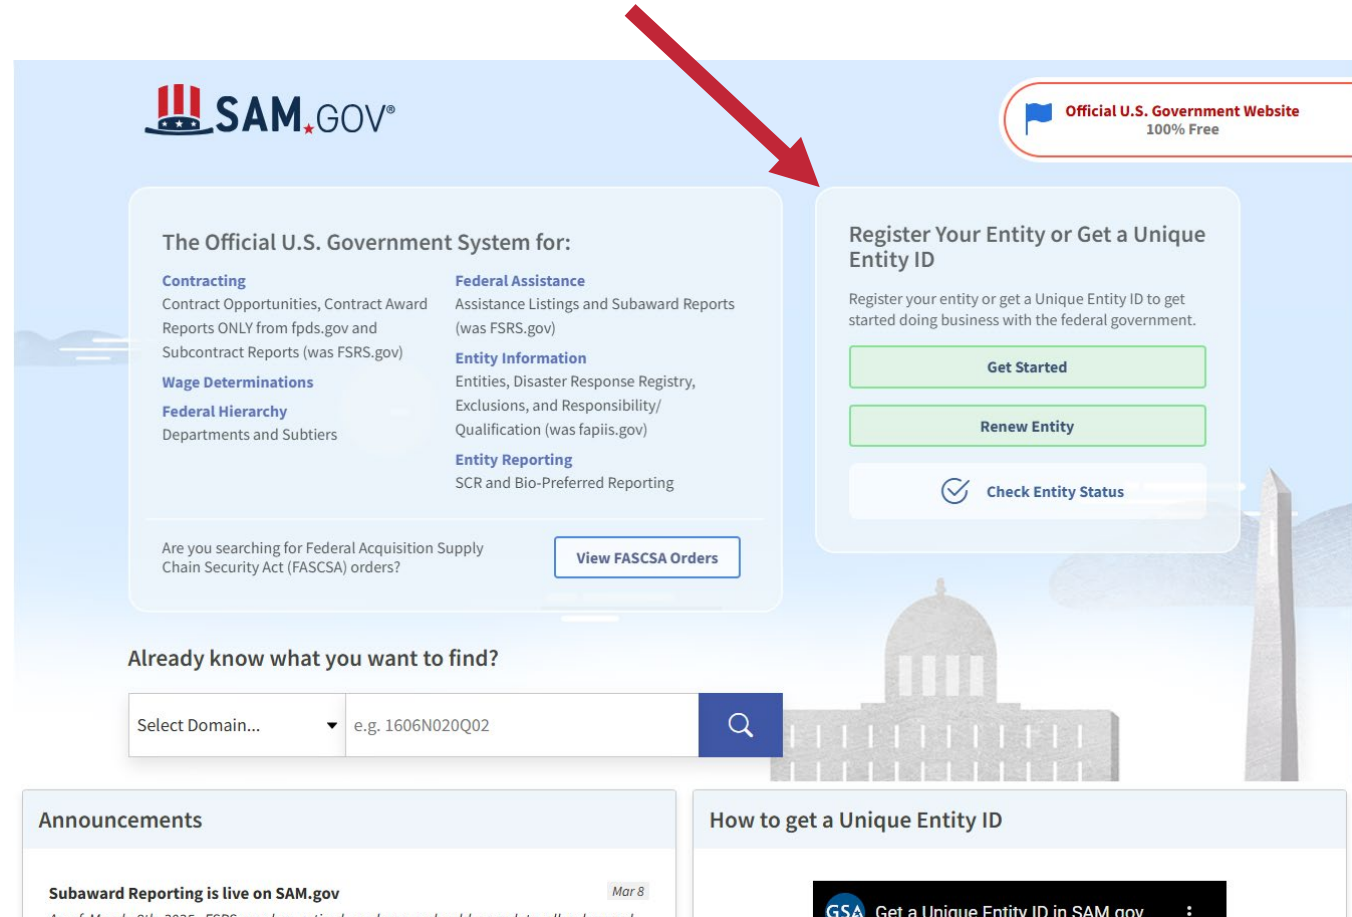 SAM.GOV®
Official U.S. Government Website
100% Free
The Official U.S. Government System for:
Contracting
Contract Opportunities, Contract Award
Reports ONLY from fpds.gov and
Subcontract Reports (was FSRS.gov)
Wage Determinations
Federal Hierarchy
Departments and Subtiers
Federal Assistance
Assistance Listings and Subaward Reports
(was FSRS.gov)
Entity Information
Entities, Disaster Response Registry,
Exclusions, and Responsibility/
Qualification (was fapiis.gov)
Entity Reporting
SCR and Bio-Preferred Reporting
Are you searching for Federal Acquisition Supply
Chain Security Act (FASCSA) orders?
View FASCSA Orders
Register Your Entity or Get a Unique
Entity ID
Register your entity or get a Unique Entity ID to get
started doing business with the federal government.
Get Started
Renew Entity
Check Entity Status
Already know what you want to find?
Select Domain...
e.g. 1606N020Q02
Announcements
Subaward Reporting is live on SAM.gov
Mar 8
How to get a Unique Entity ID
GSA
Get a Unique Entity ID in SAM.gov